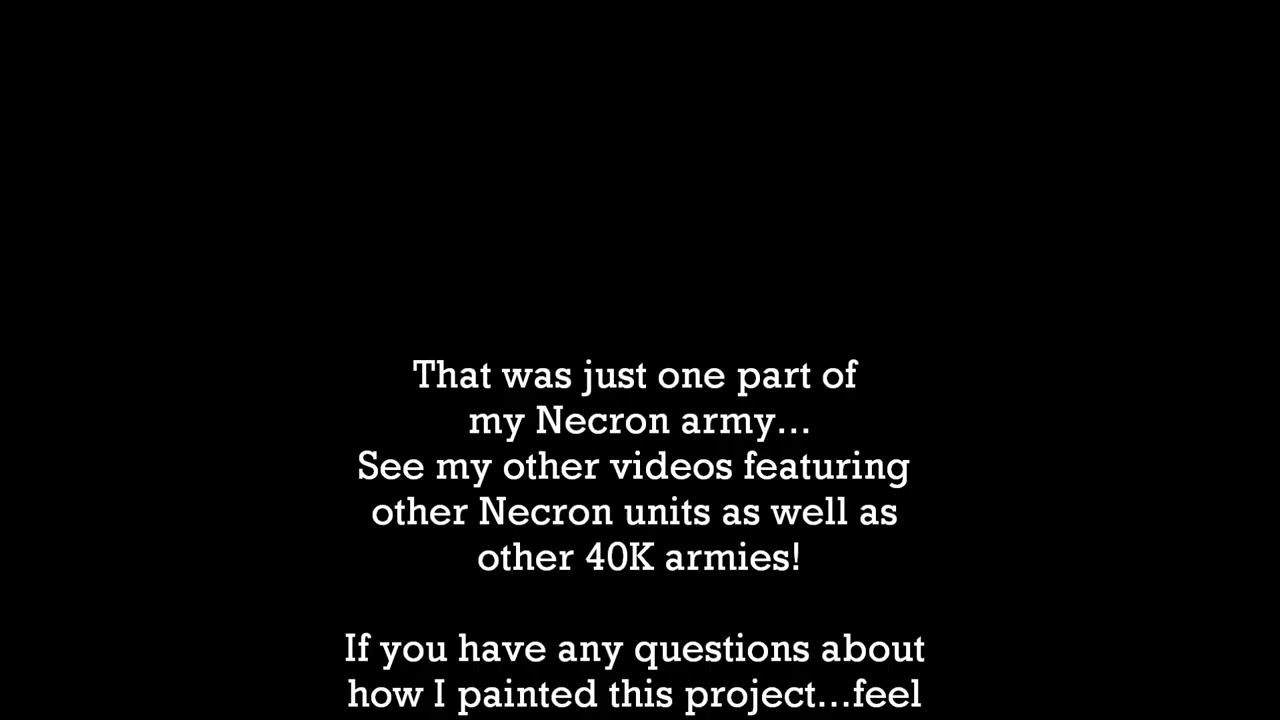 That was just one part of
my Necron army...
See my other videos featuring
other Necron units as well as
other 40K armies!
If you have any questions about
how I painted this project...feel